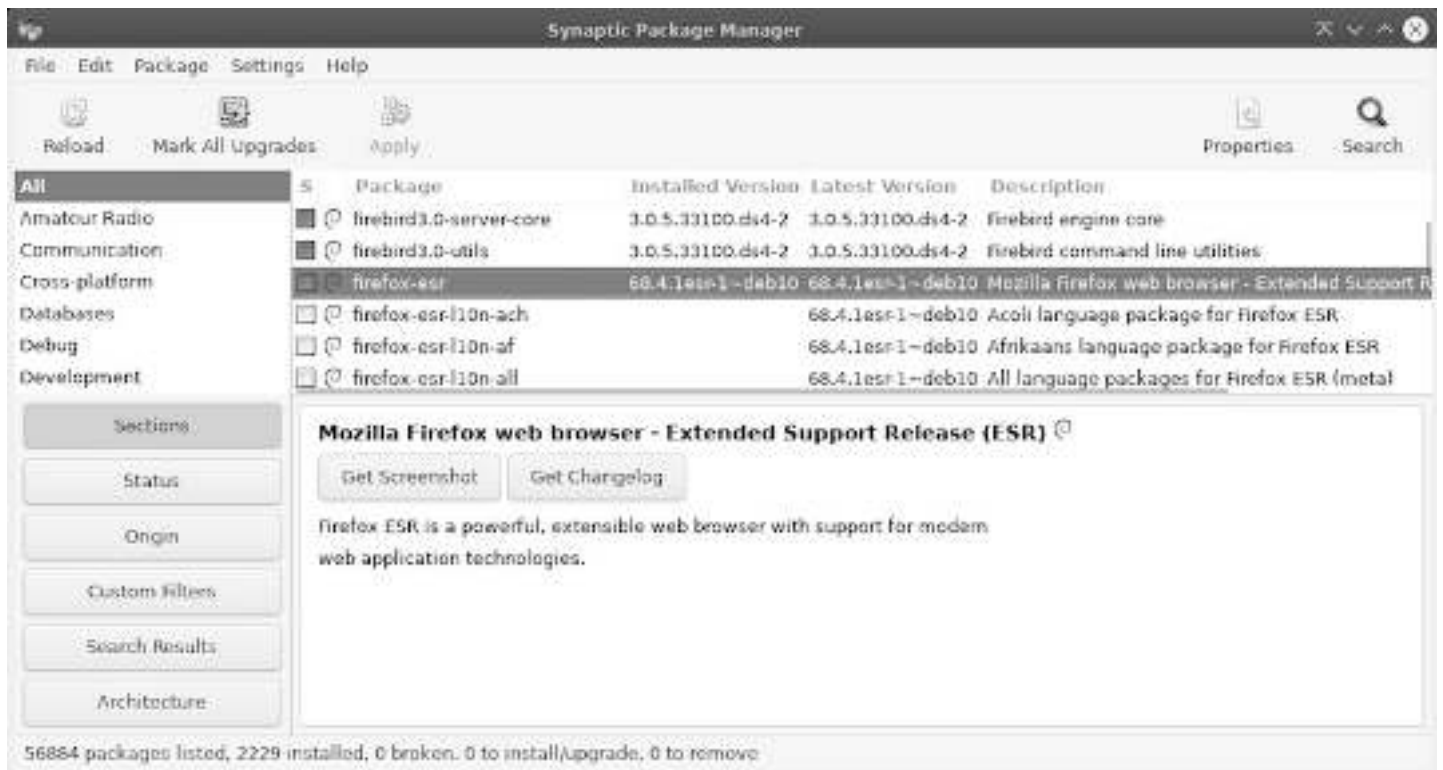 Synaptic Package Manager
File Edit Package Settings Help
Reload Mark All Upgrades Apply Properties Search
All
Amateur Radio
Communication
Cross-platform
Databases
Debug
Development
S Package Installed Version Latest Version Description
firebird3.0-server-core 3.0.5.33100.ds4-2 3.0.5.33100.ds4-2 Firebird engine core
firebird3.0-utils 3.0.5.33100.ds4-2 3.0.5.33100.ds4-2 Firebird command line utilities
firefox-esr 68.4.1esr-1~deb10 68.4.1esr-1~deb10 Mozilla Firefox web browser - Extended Support R
firefox-esr-l10n-ach 68.4.1esr-1~deb10 Acoli language package for Firefox ESR
firefox-esr-l10n-af 68.4.1esr-1~deb10 Afrikaans language package for Firefox ESR
firefox-esr-l10n-all 68.4.1esr-1~deb10 All language packages for Firefox ESR (meta)
Sections
Status
Origin
Custom Filters
Search Results
Architecture
Mozilla Firefox web browser - Extended Support Release (ESR)
Get Screenshot Get Changelog
Firefox ESR is a powerful, extensible web browser with support for modern
web application technologies.
56884 packages listed, 2229 installed, 0 broken. 0 to install/upgrade, 0 to remove